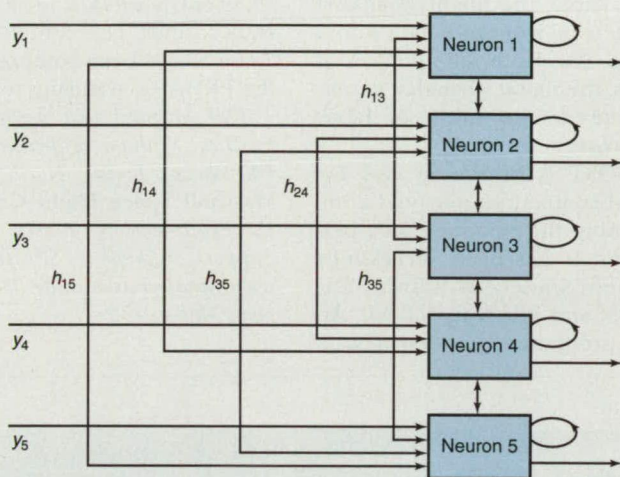 y1
Neuron 1
h13
y2
Neuron 2
h14
h24
y3
Neuron 3
h15
h35
h35
y4
Neuron 4
y5
Neuron 5